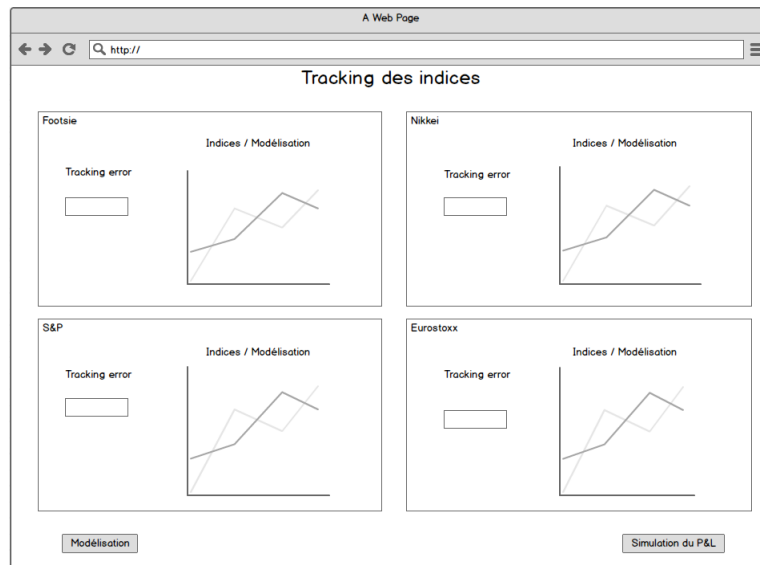 A Web Page
http://
Tracking des indices
Footsie
Indices / Modélisation
Tracking error
Nikkei
Indices / Modélisation
Tracking error
S&P
Indices / Modélisation
Tracking error
Eurostoxx
Indices / Modélisation
Tracking error
Modélisation
Simulation du P&L